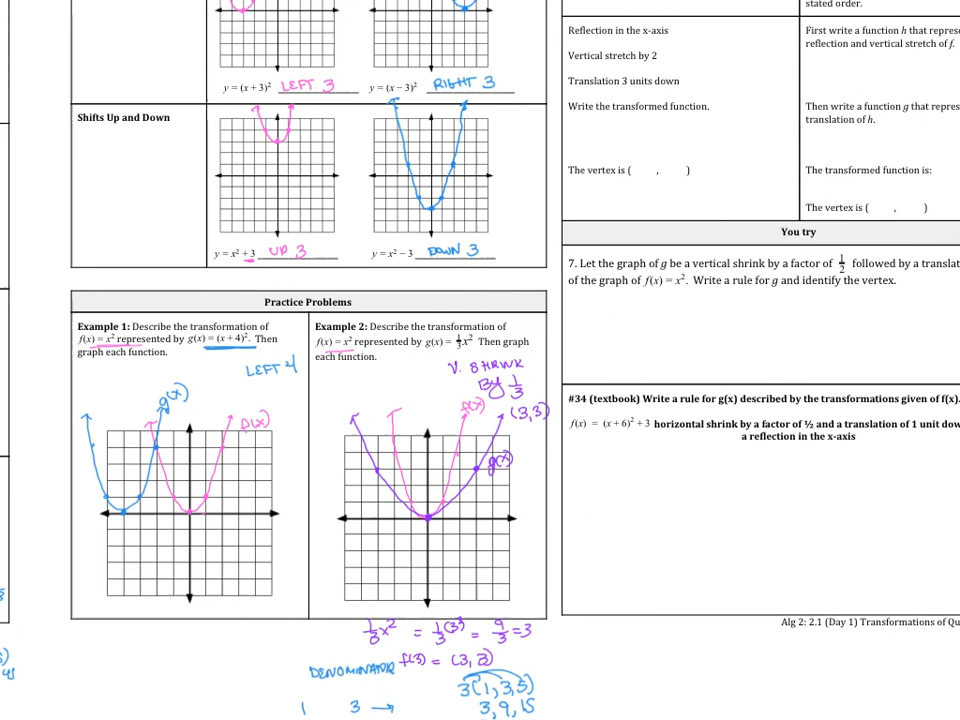 stated order.
y = (x + 3)² LEFT 3
y = (x − 3)² RIGHT 3
Shifts Up and Down
y = x² + 3 UP 3
y = x² − 3 DOWN 3
Practice Problems
Example 1: Describe the transformation of
f(x) = x² represented by g(x) = (x + 4)². Then
graph each function.
LEFT 4
g(x)
f(x)
Example 2: Describe the transformation of
f(x) = x² represented by g(x) = ⅓x² Then graph
each function.
V. SHRNK
By 1/3
f(x)
(3,3)
g(x)
1/3x² = 1/3(3)² = 9/3 = 3
DENOMINATOR f(3) = (3, 3)
3(1,3,5)
1 3 → 3,9,15
Reflection in the x-axis
Vertical stretch by 2
Translation 3 units down
Write the transformed function.
The vertex is ( , )
First write a function h that repres
reflection and vertical stretch of f.
Then write a function g that repres
translation of h.
The transformed function is:
The vertex is ( , )
You try
7. Let the graph of g be a vertical shrink by a factor of ½ followed by a translat
of the graph of f(x) = x². Write a rule for g and identify the vertex.
#34 (textbook) Write a rule for g(x) described by the transformations given of f(x).
f(x) = (x + 6)² + 3 horizontal shrink by a factor of ½ and a translation of 1 unit dow
a reflection in the x-axis
Alg 2: 2.1 (Day 1) Transformations of Qu